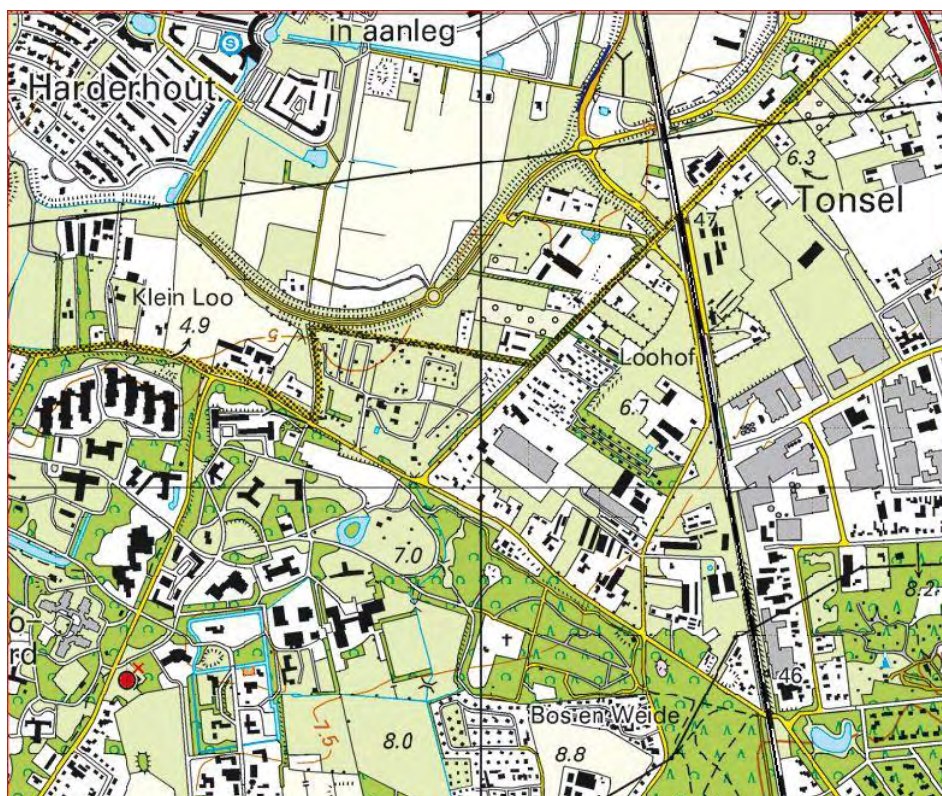 in aanleg
S
Harderhout
6.3
Tonsel
47
Klein Loo
4.9
5
Loohof
6.7
7.0
8.2
o-
rd
46
Bos en Weide
7.5
8.0
8.8